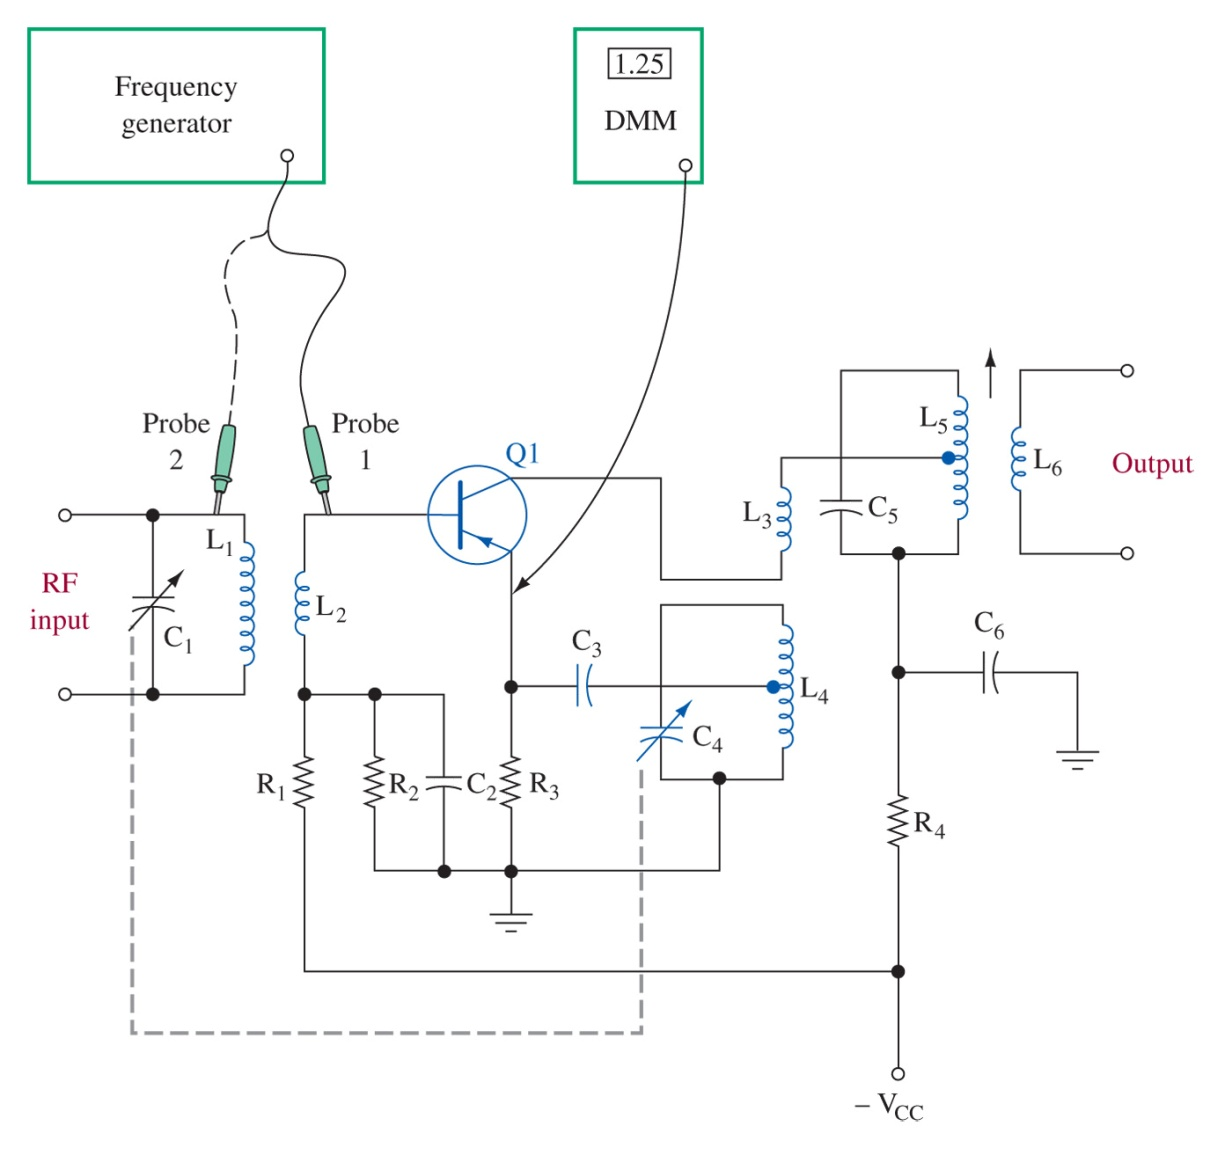 Frequency
generator
1.25
DMM
Probe
2
Probe
1
Q1
L5
L6
Output
L3
C5
L1
RF
input
C1
L2
C3
L4
C6
C4
R1
R2
C2
R3
R4
– VCC